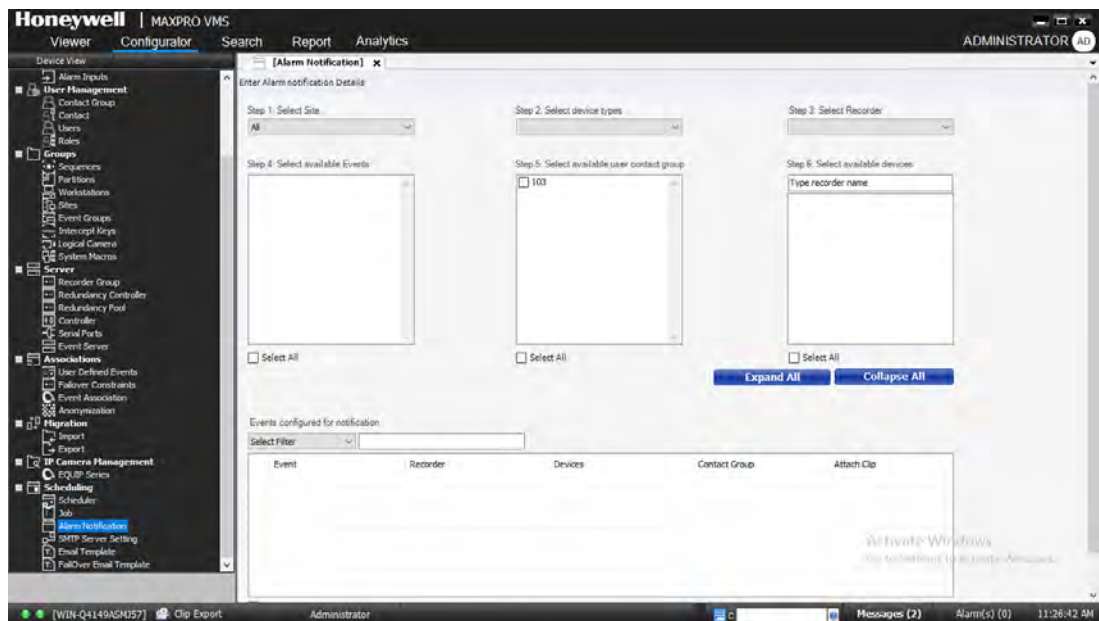 Honeywell | MAXPRO VMS
Viewer Configurator Search Report Analytics ADMINISTRATOR AD
Device View
[Alarm Notification] x
Alarm Inputs
User Management
Contact Group
Contact
Users
Roles
Groups
Sequences
Partitions
Workstations
Sites
Event Groups
Intercept Keys
Logical Camera
System Macros
Server
Recorder Group
Redundancy Controller
Redundancy Pool
Controller
Serial Ports
Event Server
Associations
User Defined Events
Failover Constraints
Event Association
Anonymization
Migration
Import
Export
IP Camera Management
EQUIP Series
Scheduling
Scheduler
Job
Alarm Notification
SMTP Server Setting
Email Template
FailOver Email Template
Enter Alarm notification Details
Step 1: Select Site
All
Step 2: Select device types
Step 3: Select Recorder
Step 4: Select available Events
Step 5: Select available user contact group
103
Step 6: Select available devices
Type recorder name
Select All
Select All
Select All
Expand All Collapse All
Events configured for notification
Select Filter
Event Recorder Devices Contact Group Attach Clip
Activate Windows
[WIN-Q4149ASMJ57] Clip Export Administrator Messages (2) Alarm(s) (0) 11:26:42 AM